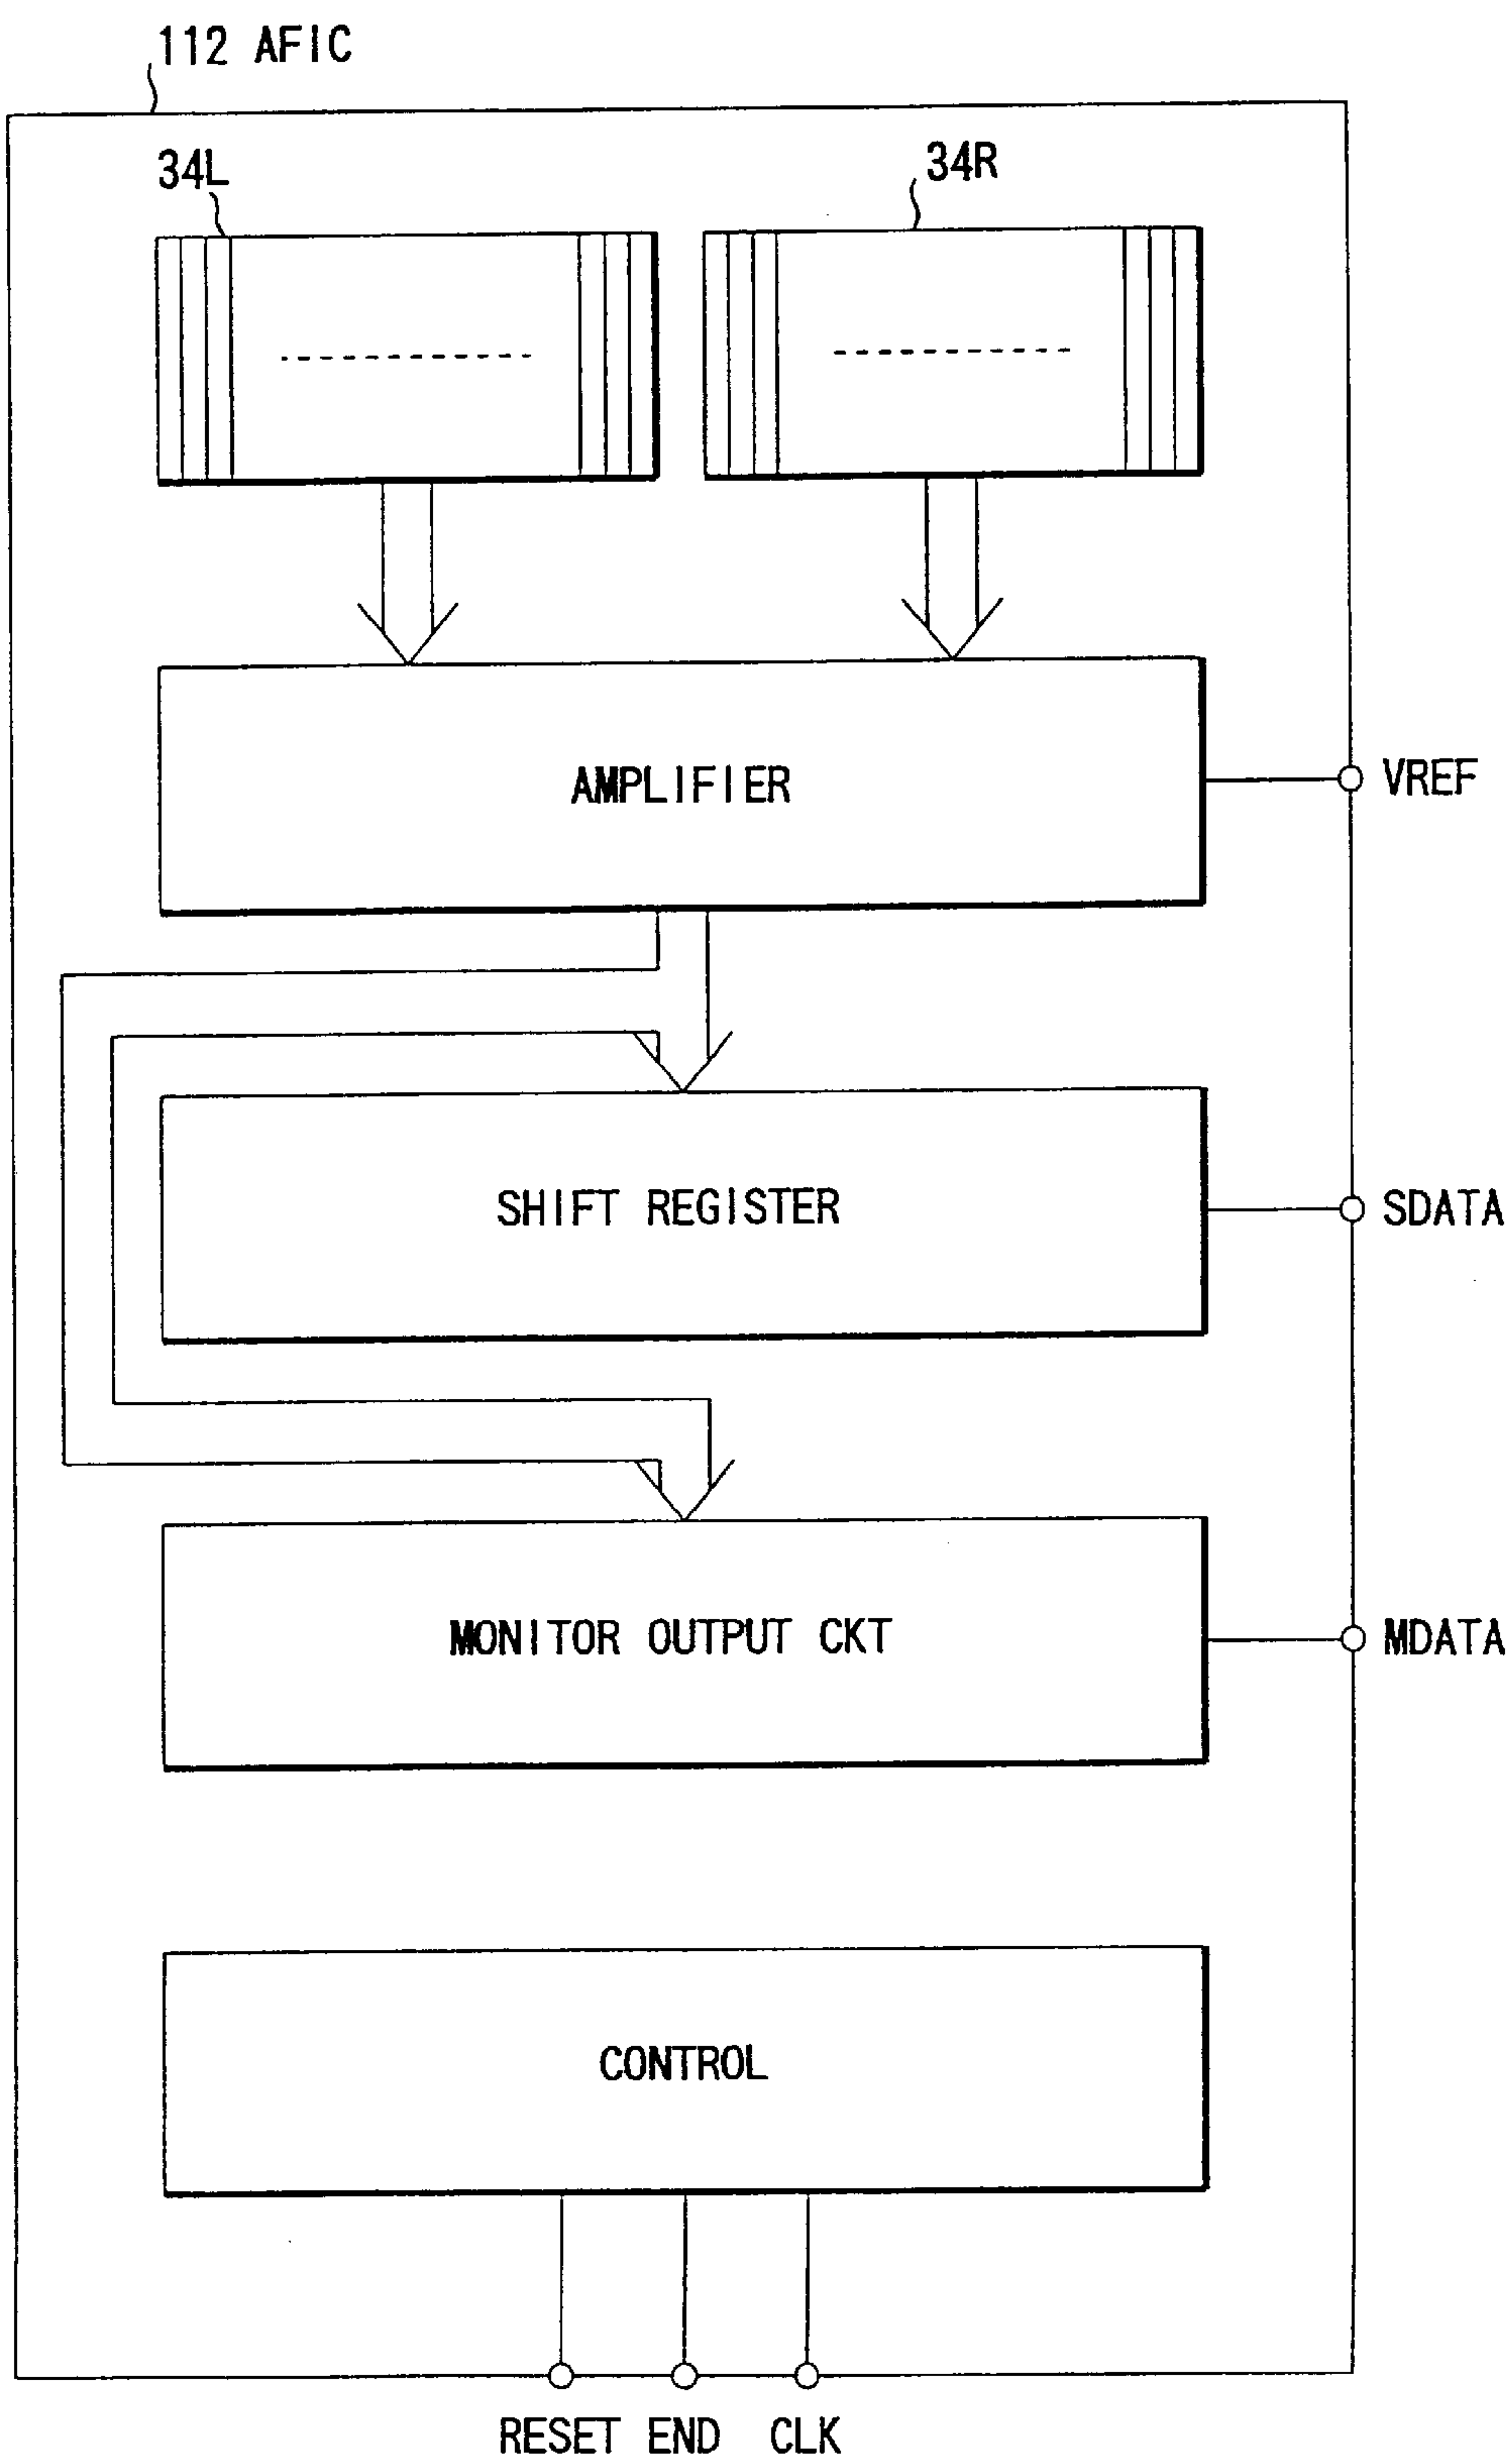 112 AFIC
34L
34R
AMPLIFIER
VREF
SHIFT REGISTER
SDATA
MONITOR OUTPUT CKT
MDATA
CONTROL
RESET END CLK